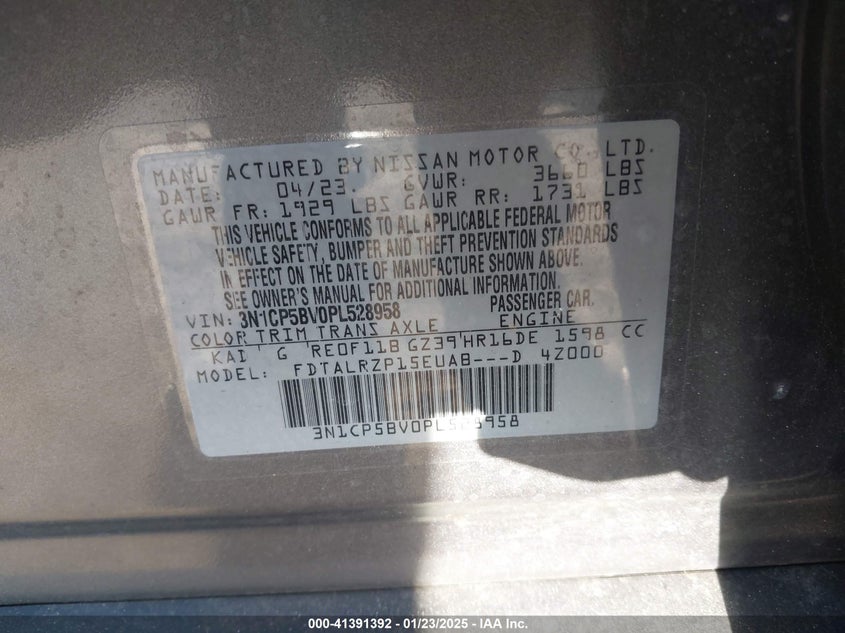 MANUFACTURED BY NISSAN MOTOR CO., LTD.
DATE: 04/23 GVWR: 3660 LBS
GAWR FR: 1929 LBS GAWR RR: 1731 LBS
THIS VEHICLE CONFORMS TO ALL APPLICABLE FEDERAL MOTOR
VEHICLE SAFETY, BUMPER AND THEFT PREVENTION STANDARDS
IN EFFECT ON THE DATE OF MANUFACTURE SHOWN ABOVE.
SEE OWNER'S MANUAL FOR ADDITIONAL INFORMATION.
VIN: 3N1CP5BV0PL528958 PASSENGER CAR.
COLOR TRIM TRANS AXLE ENGINE
KAD G RE0F11B GZ39 HR16DE 1598 CC
MODEL: FDTALRZP15EUAB---D 4Z000
3N1CP5BV0PL528958
000-41391392 - 01/23/2025 - IAA Inc.